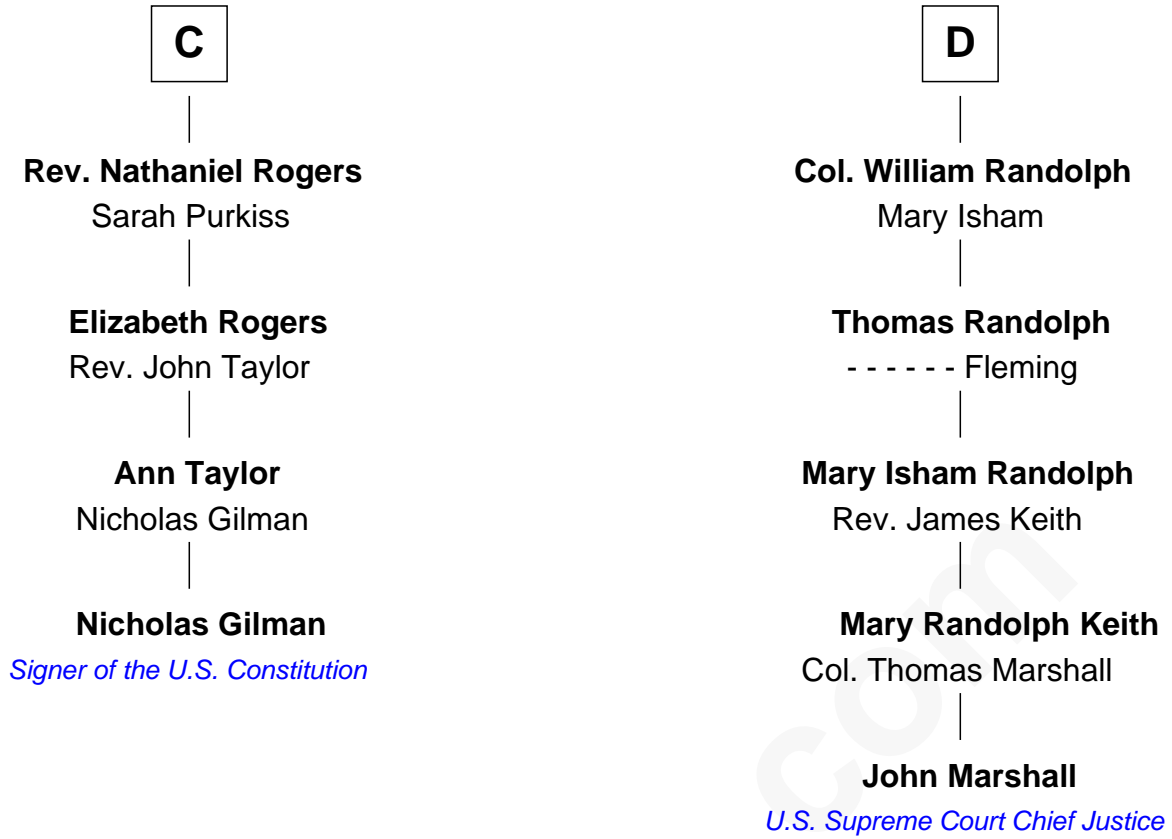 C
Rev. Nathaniel Rogers
Sarah Purkiss
Elizabeth Rogers
Rev. John Taylor
Ann Taylor
Nicholas Gilman
Nicholas Gilman
Signer of the U.S. Constitution
D
Col. William Randolph
Mary Isham
Thomas Randolph
- - - - - - Fleming
Mary Isham Randolph
Rev. James Keith
Mary Randolph Keith
Col. Thomas Marshall
John Marshall
U.S. Supreme Court Chief Justice
com